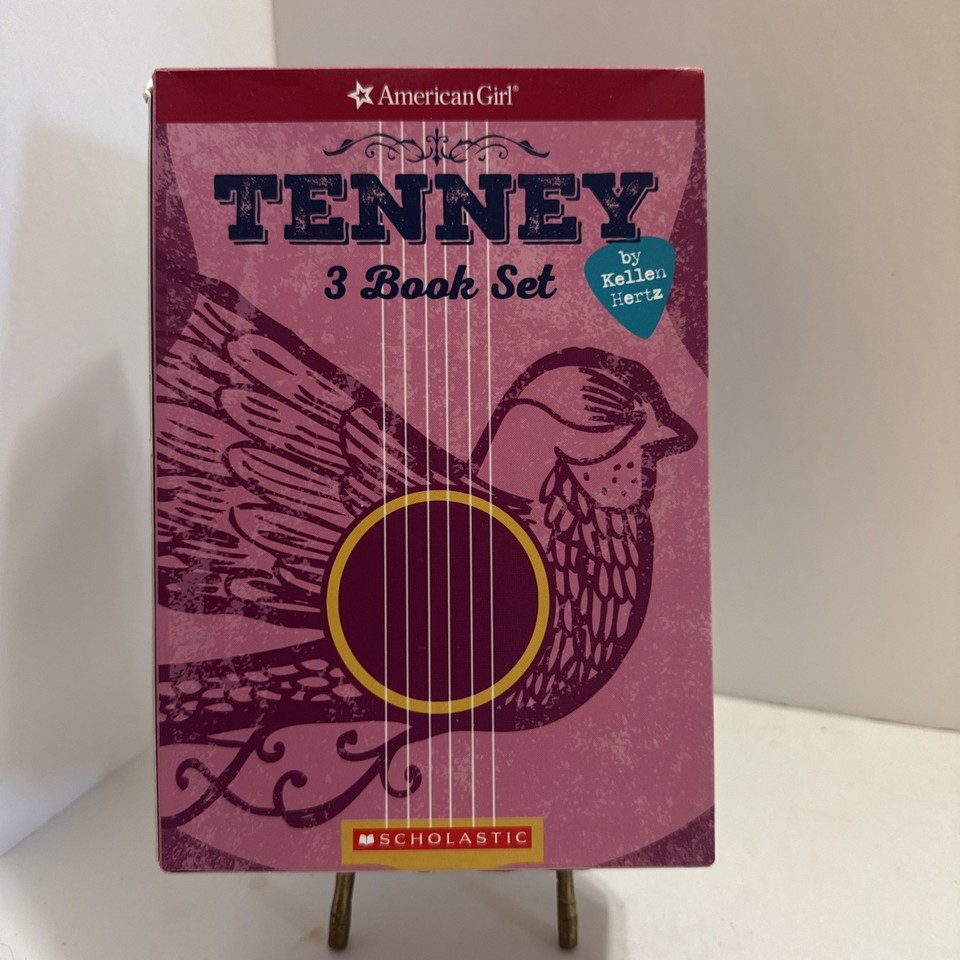 American Girl®
TENNEY
3 Book Set
by
Kellen
Hertz
SCHOLASTIC